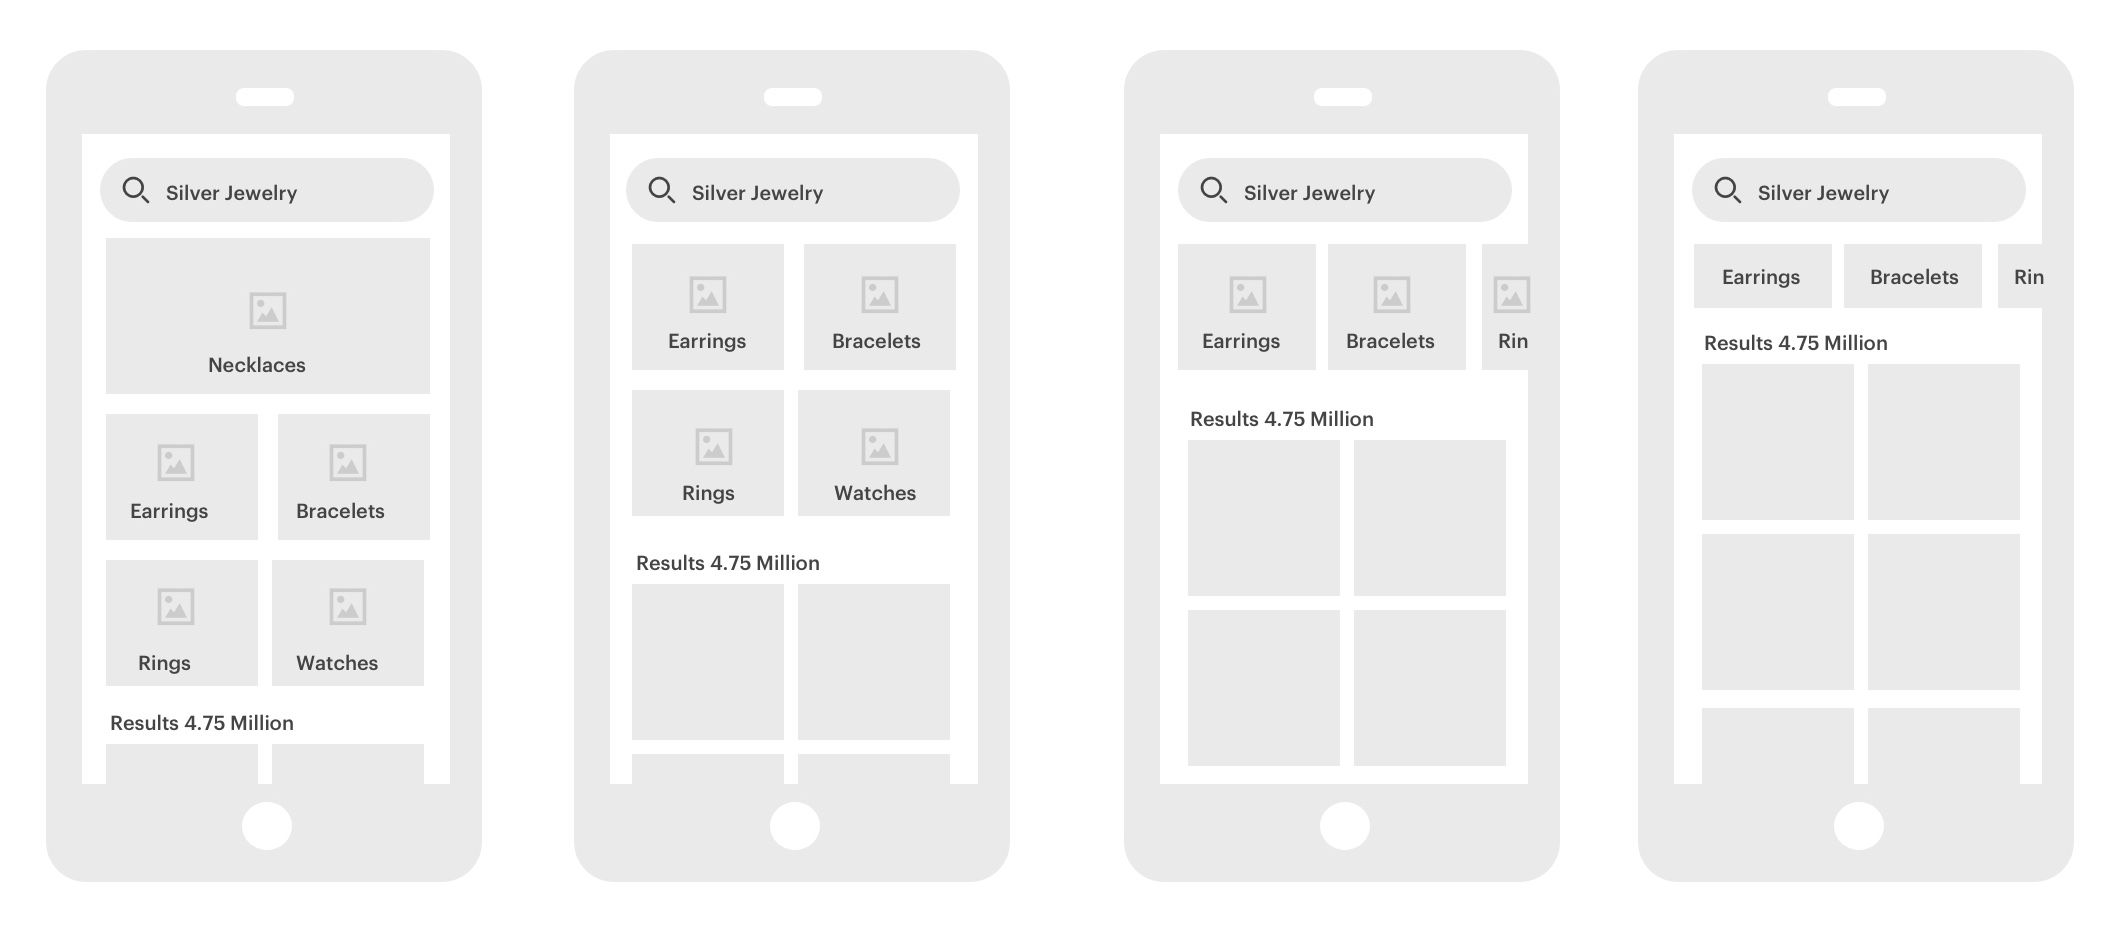 Silver Jewelry
Necklaces
Earrings
Bracelets
Rings
Watches
Results 4.75 Million
Silver Jewelry
Earrings
Bracelets
Rings
Watches
Results 4.75 Million
Silver Jewelry
Earrings
Bracelets
Rin
Results 4.75 Million
Silver Jewelry
Earrings
Bracelets
Rin
Results 4.75 Million